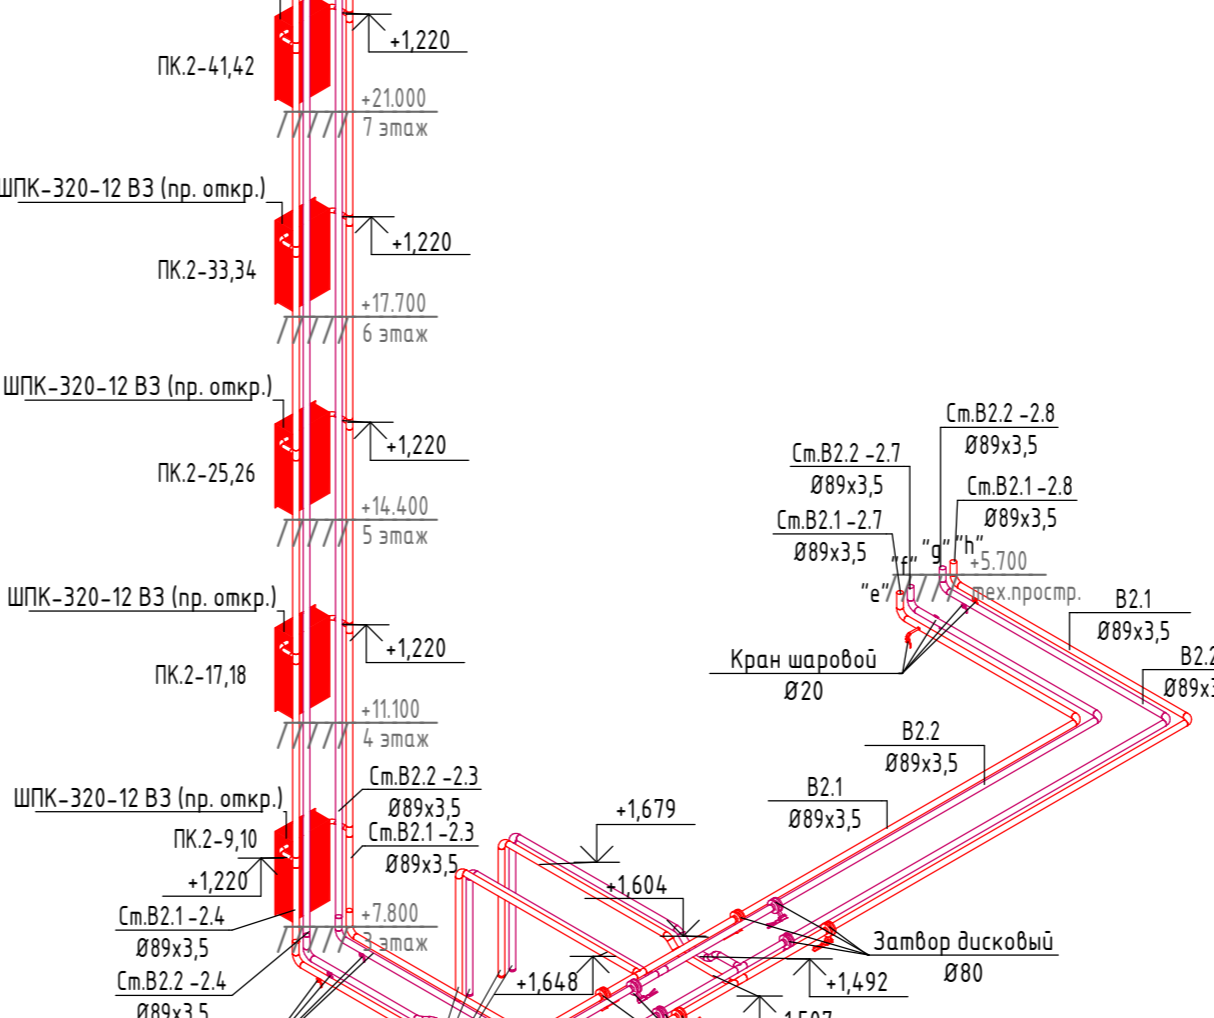 +1,220
ПК.2-41,42
+21.000
7 этаж
ШПК-320-12 ВЗ (пр. откр.)
+1,220
ПК.2-33,34
+17.700
6 этаж
ШПК-320-12 ВЗ (пр. откр.)
+1,220
ПК.2-25,26
+14.400
5 этаж
ШПК-320-12 ВЗ (пр. откр.)
+1,220
ПК.2-17,18
+11.100
4 этаж
ШПК-320-12 ВЗ (пр. откр.)
ПК.2-9,10
+1,220
Ст.В2.2 -2.3
Ø89х3,5
Ст.В2.1 -2.3
Ø89х3,5
Ст.В2.1 -2.4
Ø89х3,5
Ст.В2.2 -2.4
Ø89х3,5
+7.800
3 этаж
Ст.В2.2 -2.8
Ø89х3,5
Ст.В2.2 -2.7
Ø89х3,5
Ст.В2.1 -2.8
Ø89х3,5
Ст.В2.1 -2.7
Ø89х3,5
"e" "f" "g" "h"
+5.700
тех.простр.
В2.1
Ø89х3,5
В2.2
Ø89х3
Кран шаровой
Ø20
В2.2
Ø89х3,5
В2.1
Ø89х3,5
+1,679
+1,604
+1,648
+1,492
Затвор дисковый
Ø80